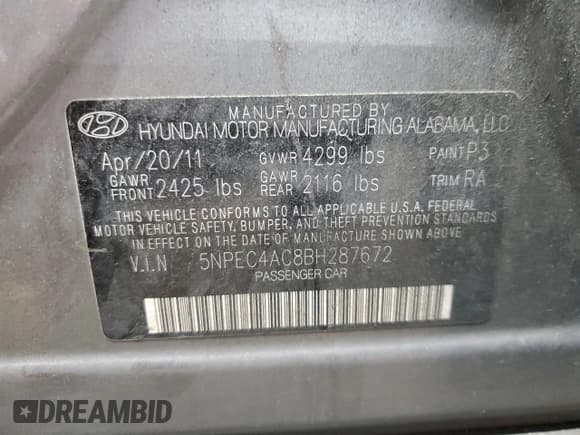 MANUFACTURED BY
HYUNDAI MOTOR MANUFACTURING ALABAMA, LLC
Apr/20/11 GVWR 4299 lbs PAINT P3
GAWR FRONT 2425 lbs GAWR REAR 2116 lbs TRIM RA
THIS VEHICLE CONFORMS TO ALL APPLICABLE U.S.A. FEDERAL
MOTOR VEHICLE SAFETY, BUMPER, AND THEFT PREVENTION STANDARDS
IN EFFECT ON THE DATE OF MANUFACTURE SHOWN ABOVE.
V.I.N 5NPEC4AC8BH287672
PASSENGER CAR
DREAMBID